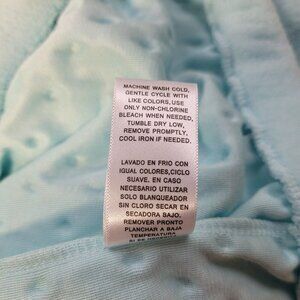 MACHINE WASH COLD,
GENTLE CYCLE WITH
LIKE COLORS,USE
ONLY NON-CHLORINE
BLEACH WHEN NEEDED,
TUMBLE DRY LOW,
REMOVE PROMPTLY.
COOL IRON IF NEEDED.
LAVADO EN FRIO CON
IGUAL COLORES,CICLO
SUAVE. EN CASO
NECESARIO UTILIZAR
SOLO BLANQUEADOR
SIN CLORO SECAR EN
SECADORA BAJO.
REMOVER PRONTO
PLANCHAR A BAJA
TEMPERATURA